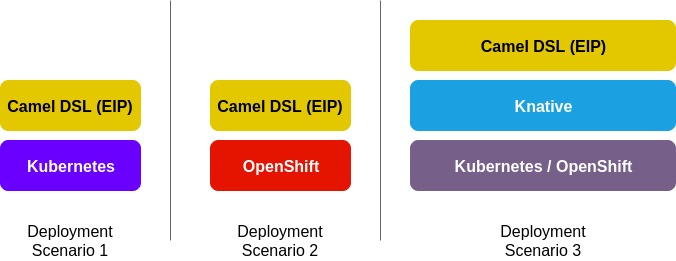 Camel DSL (EIP)
Kubernetes
Deployment
Scenario 1
Camel DSL (EIP)
OpenShift
Deployment
Scenario 2
Camel DSL (EIP)
Knative
Kubernetes / OpenShift
Deployment
Scenario 3